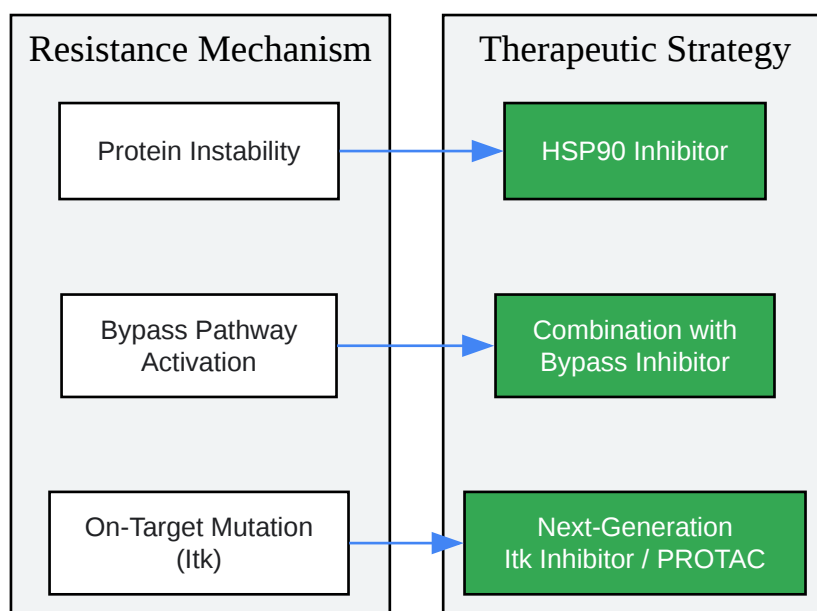 Resistance Mechanism
Therapeutic Strategy
Protein Instability
HSP90 Inhibitor
Bypass Pathway
Activation
Combination with
Bypass Inhibitor
On-Target Mutation
(Itk)
Next-Generation
Itk Inhibitor / PROTAC